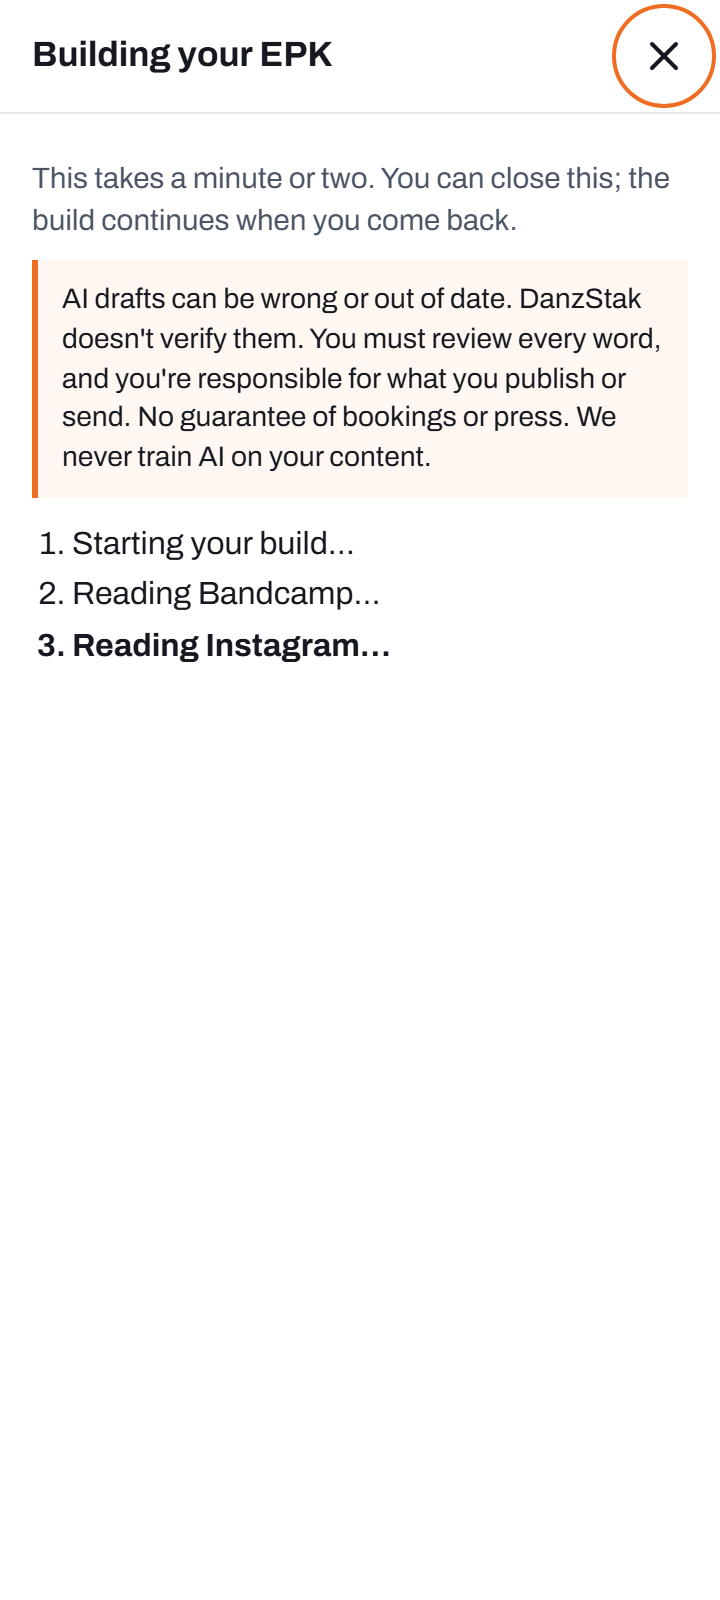 Building your EPK
This takes a minute or two. You can close this; the
build continues when you come back.
AI drafts can be wrong or out of date. DanzStak
doesn't verify them. You must review every word,
and you're responsible for what you publish or
send. No guarantee of bookings or press. We
never train AI on your content.
1. Starting your build...
2. Reading Bandcamp...
3. Reading Instagram...